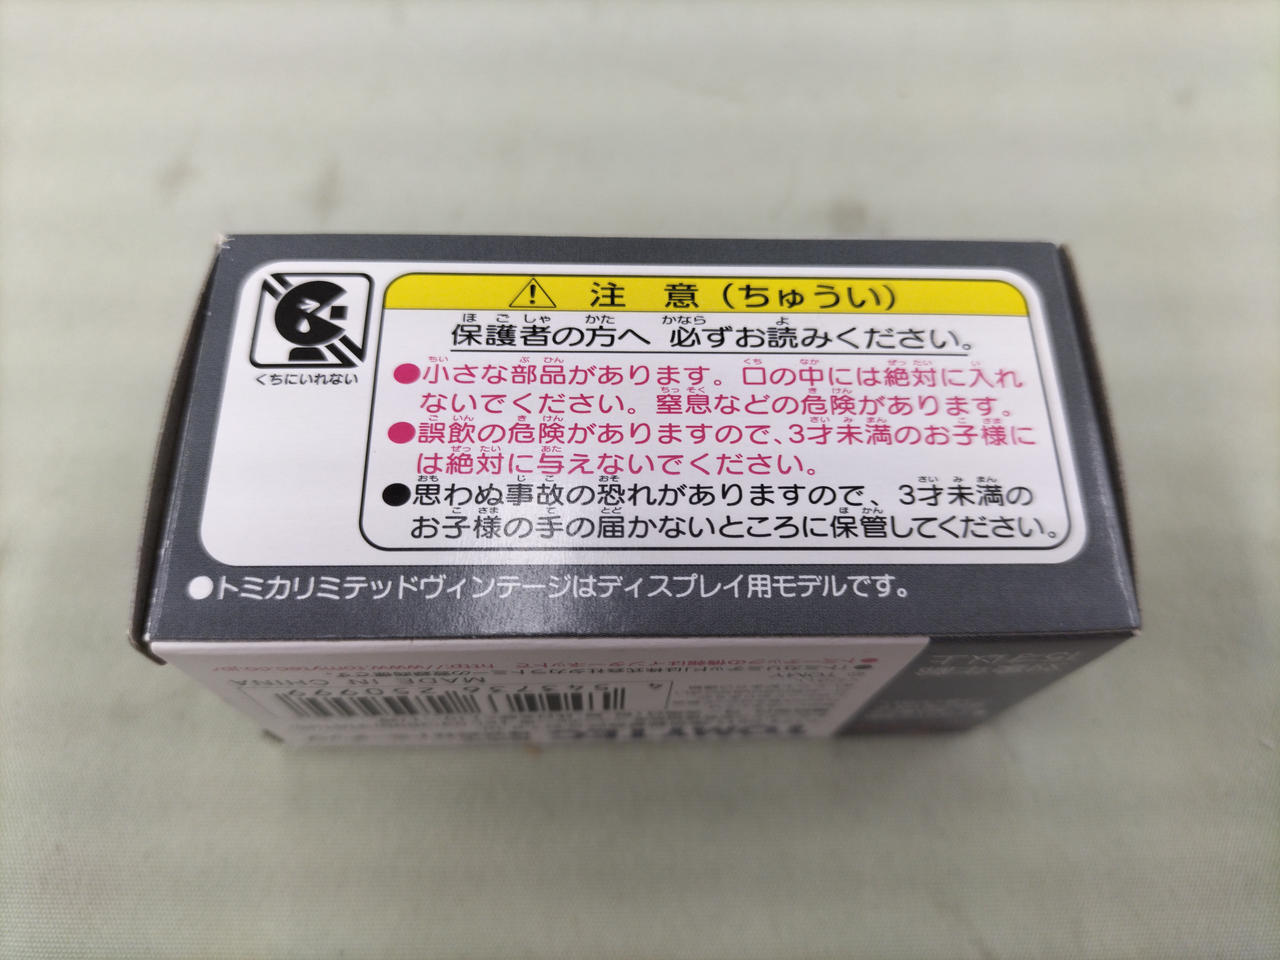 注 意 (ちゅうい)
保護者の方へ 必ずお読みください。
くちにいれない
●小さな部品があります。口の中には絶対に入れ
ないでください。窒息などの危険があります。
●誤飲の危険がありますので、3才未満のお子様に
は絶対に与えないでください。
●思わぬ事故の恐れがありますので、3才未満の
お子様の手の届かないところに保管してください。
●トミカリミテッドヴィンテージはディスプレイ用モデルです。
MADE IN CHINA
4 543736 250999
TOMYTEC